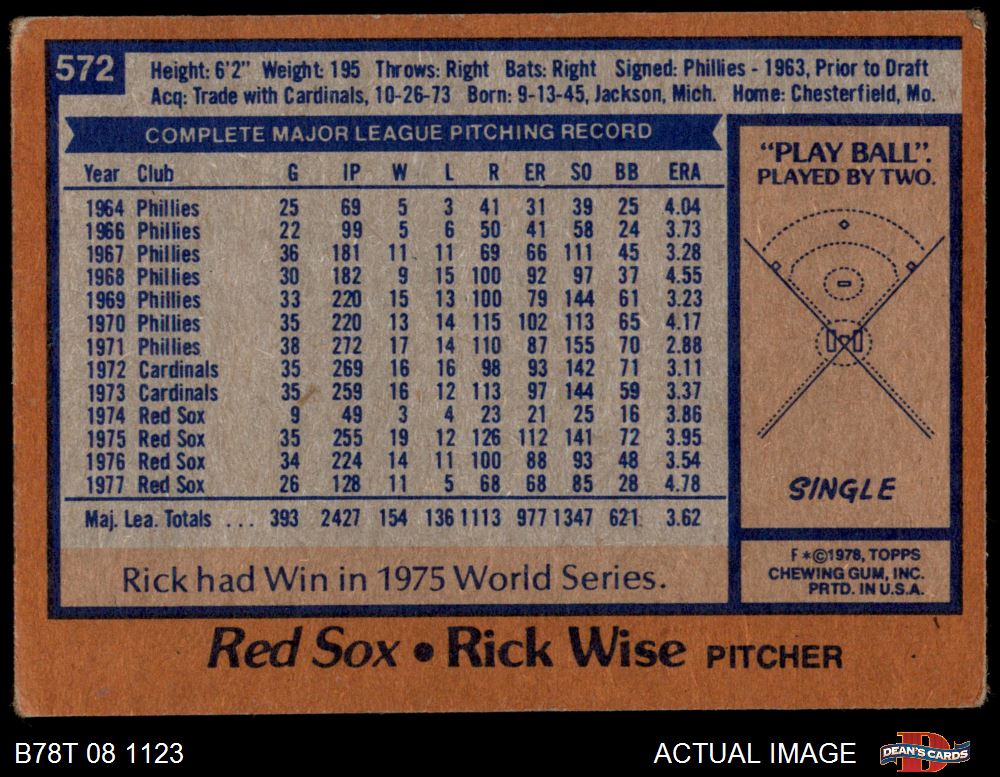 572
Height: 6'2" Weight: 195 Throws: Right Bats: Right Signed: Phillies - 1963, Prior to Draft
Acq: Trade with Cardinals, 10-26-73 Born: 9-13-45, Jackson, Mich. Home: Chesterfield, Mo.
COMPLETE MAJOR LEAGUE PITCHING RECORD
Year Club G IP W L R ER SO BB ERA
1964 Phillies 25 69 5 3 41 31 39 25 4.04
1966 Phillies 22 99 5 6 50 41 58 24 3.73
1967 Phillies 36 181 11 11 69 66 111 45 3.28
1968 Phillies 30 182 9 15 100 92 97 37 4.55
1969 Phillies 33 220 15 13 100 79 144 61 3.23
1970 Phillies 35 220 13 14 115 102 113 65 4.17
1971 Phillies 38 272 17 14 110 87 155 70 2.88
1972 Cardinals 35 269 16 16 98 93 142 71 3.11
1973 Cardinals 35 259 16 12 113 97 144 59 3.37
1974 Red Sox 9 49 3 4 23 21 25 16 3.86
1975 Red Sox 35 255 19 12 126 112 141 72 3.95
1976 Red Sox 34 224 14 11 100 88 93 48 3.54
1977 Red Sox 26 128 11 5 68 68 85 28 4.78
Maj. Lea. Totals ... 393 2427 154 136 1113 977 1347 621 3.62
Rick had Win in 1975 World Series.
"PLAY BALL".
PLAYED BY TWO.
SINGLE
F *©1978, TOPPS
CHEWING GUM, INC.
PRTD. IN U.S.A.
Red Sox • Rick Wise PITCHER
B78T 08 1123
ACTUAL IMAGE
D
DEAN'S CARDS